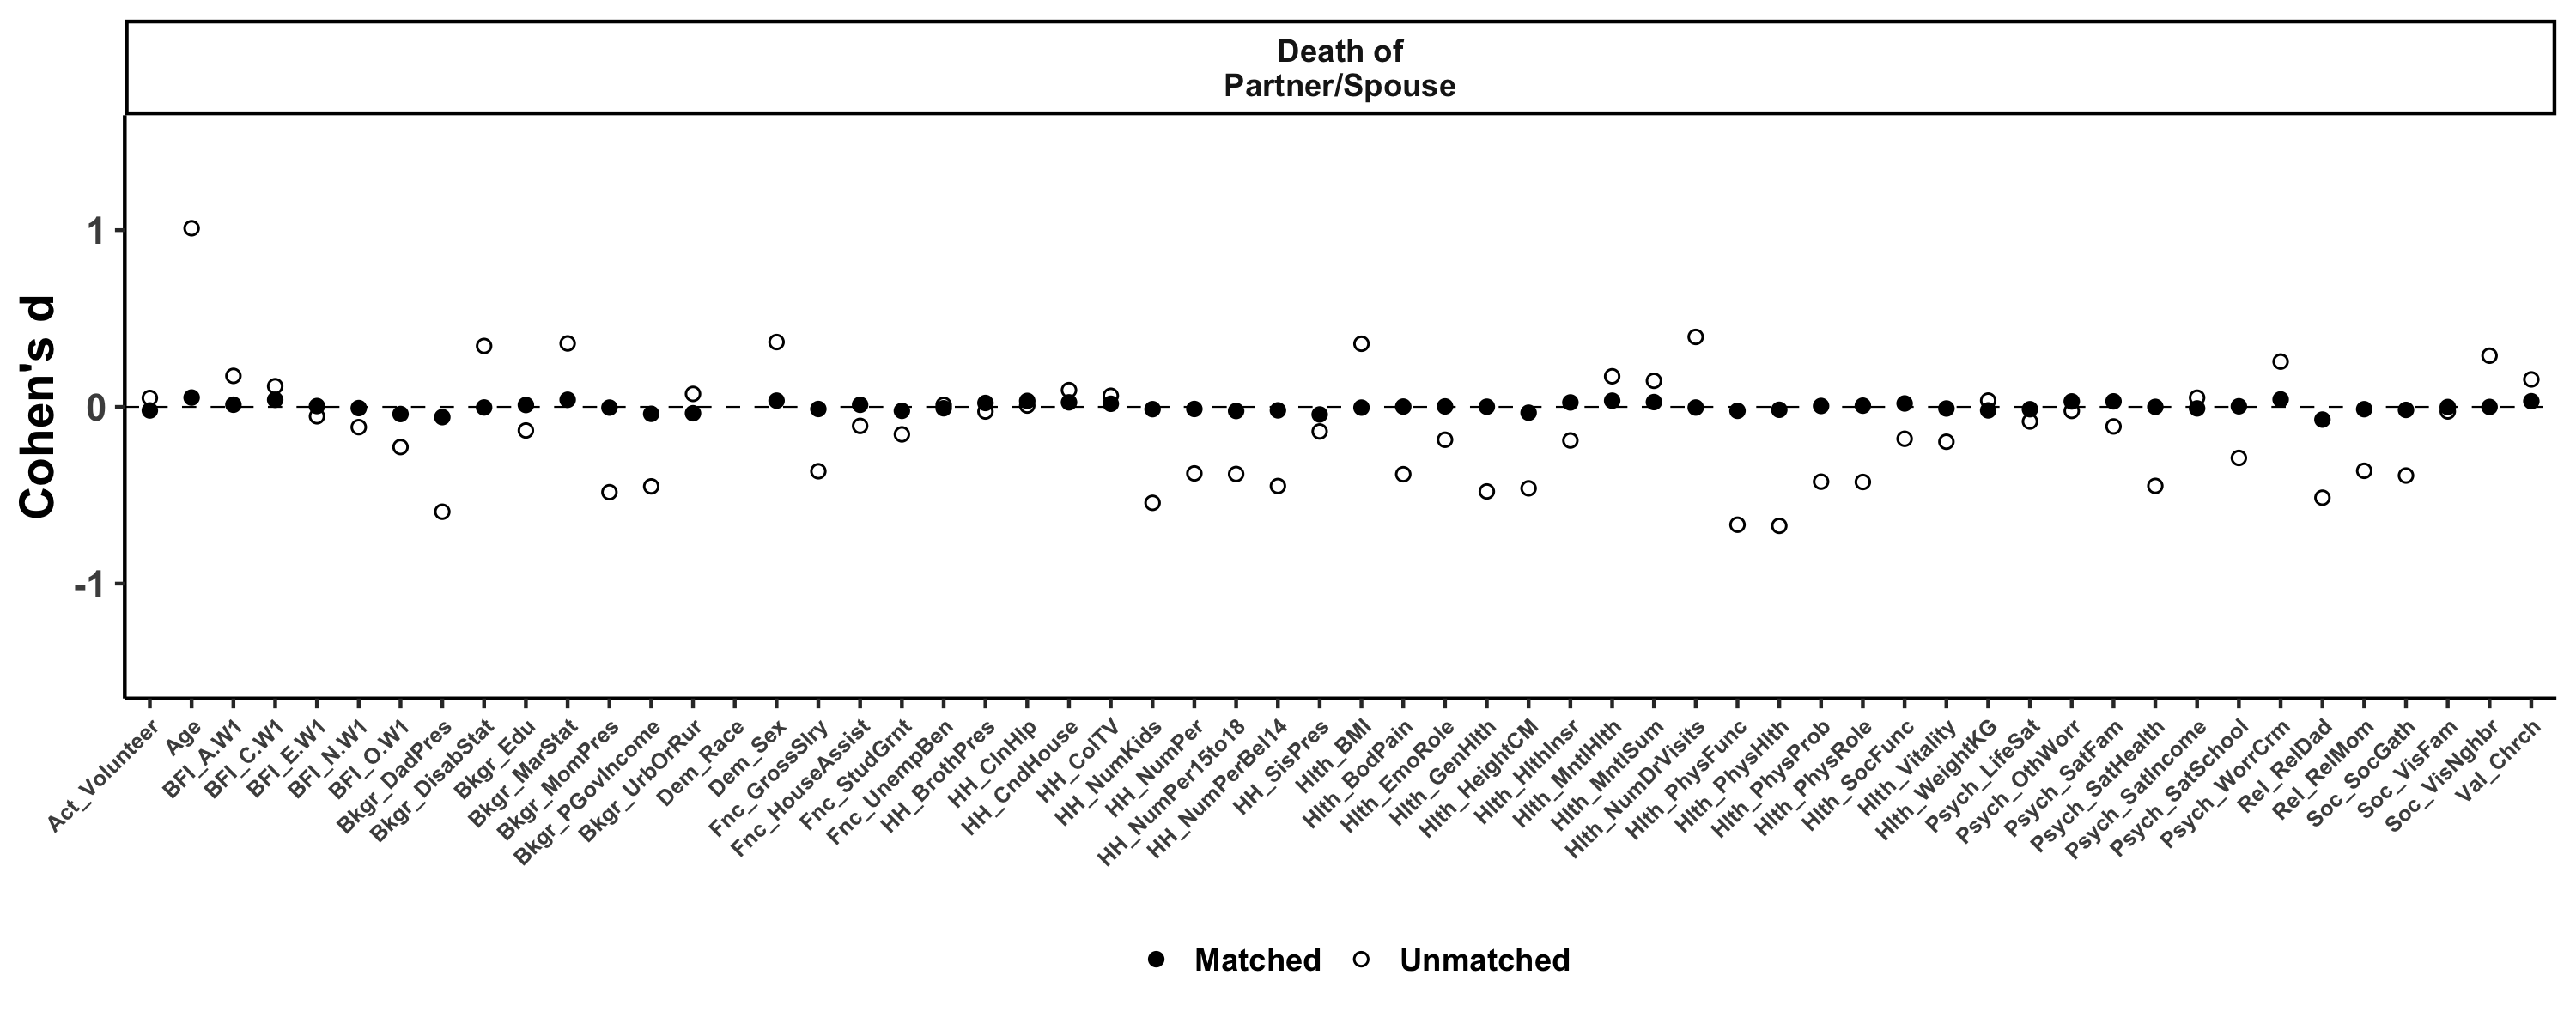 Death of
Partner/Spouse
Cohen's d
1
0
-1
Act_Volunteer
Age
BFI_A.W1
BFI_C.W1
BFI_E.W1
BFI_N.W1
BFI_O.W1
Bkgr_DadPres
Bkgr_DisabStat
Bkgr_Edu
Bkgr_MarStat
Bkgr_MomPres
Bkgr_PGovIncome
Bkgr_UrbOrRur
Dem_Race
Dem_Sex
Fnc_GrossSlry
Fnc_HouseAssist
Fnc_StudGrnt
Fnc_UnempBen
HH_BrothPres
HH_ClnHlp
HH_CndHouse
HH_ColTV
HH_NumKids
HH_NumPer
HH_NumPer15to18
HH_NumPerBel14
HH_SisPres
Hlth_BMI
Hlth_BodPain
Hlth_EmoRole
Hlth_GenHlth
Hlth_HeightCM
Hlth_HlthInsr
Hlth_MntlHlth
Hlth_MntlSum
Hlth_NumDrVisits
Hlth_PhysFunc
Hlth_PhysHlth
Hlth_PhysProb
Hlth_PhysRole
Hlth_SocFunc
Hlth_Vitality
Hlth_WeightKG
Psych_LifeSat
Psych_OthWorr
Psych_SatFam
Psych_SatHealth
Psych_SatIncome
Psych_SatSchool
Psych_WorrCrm
Rel_RelDad
Rel_RelMom
Soc_SocGath
Soc_VisFam
Soc_VisNghbr
Val_Chrch
Matched
Unmatched